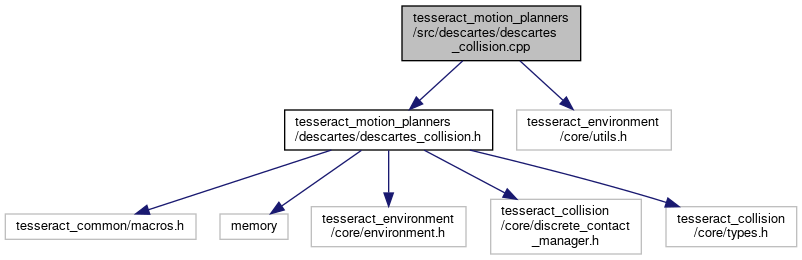 tesseract_motion_planners
/src/descartes/descartes
_collision.cpp
tesseract_motion_planners
/descartes/descartes_collision.h
tesseract_environment
/core/utils.h
tesseract_common/macros.h
memory
tesseract_environment
/core/environment.h
tesseract_collision
/core/discrete_contact
_manager.h
tesseract_collision
/core/types.h